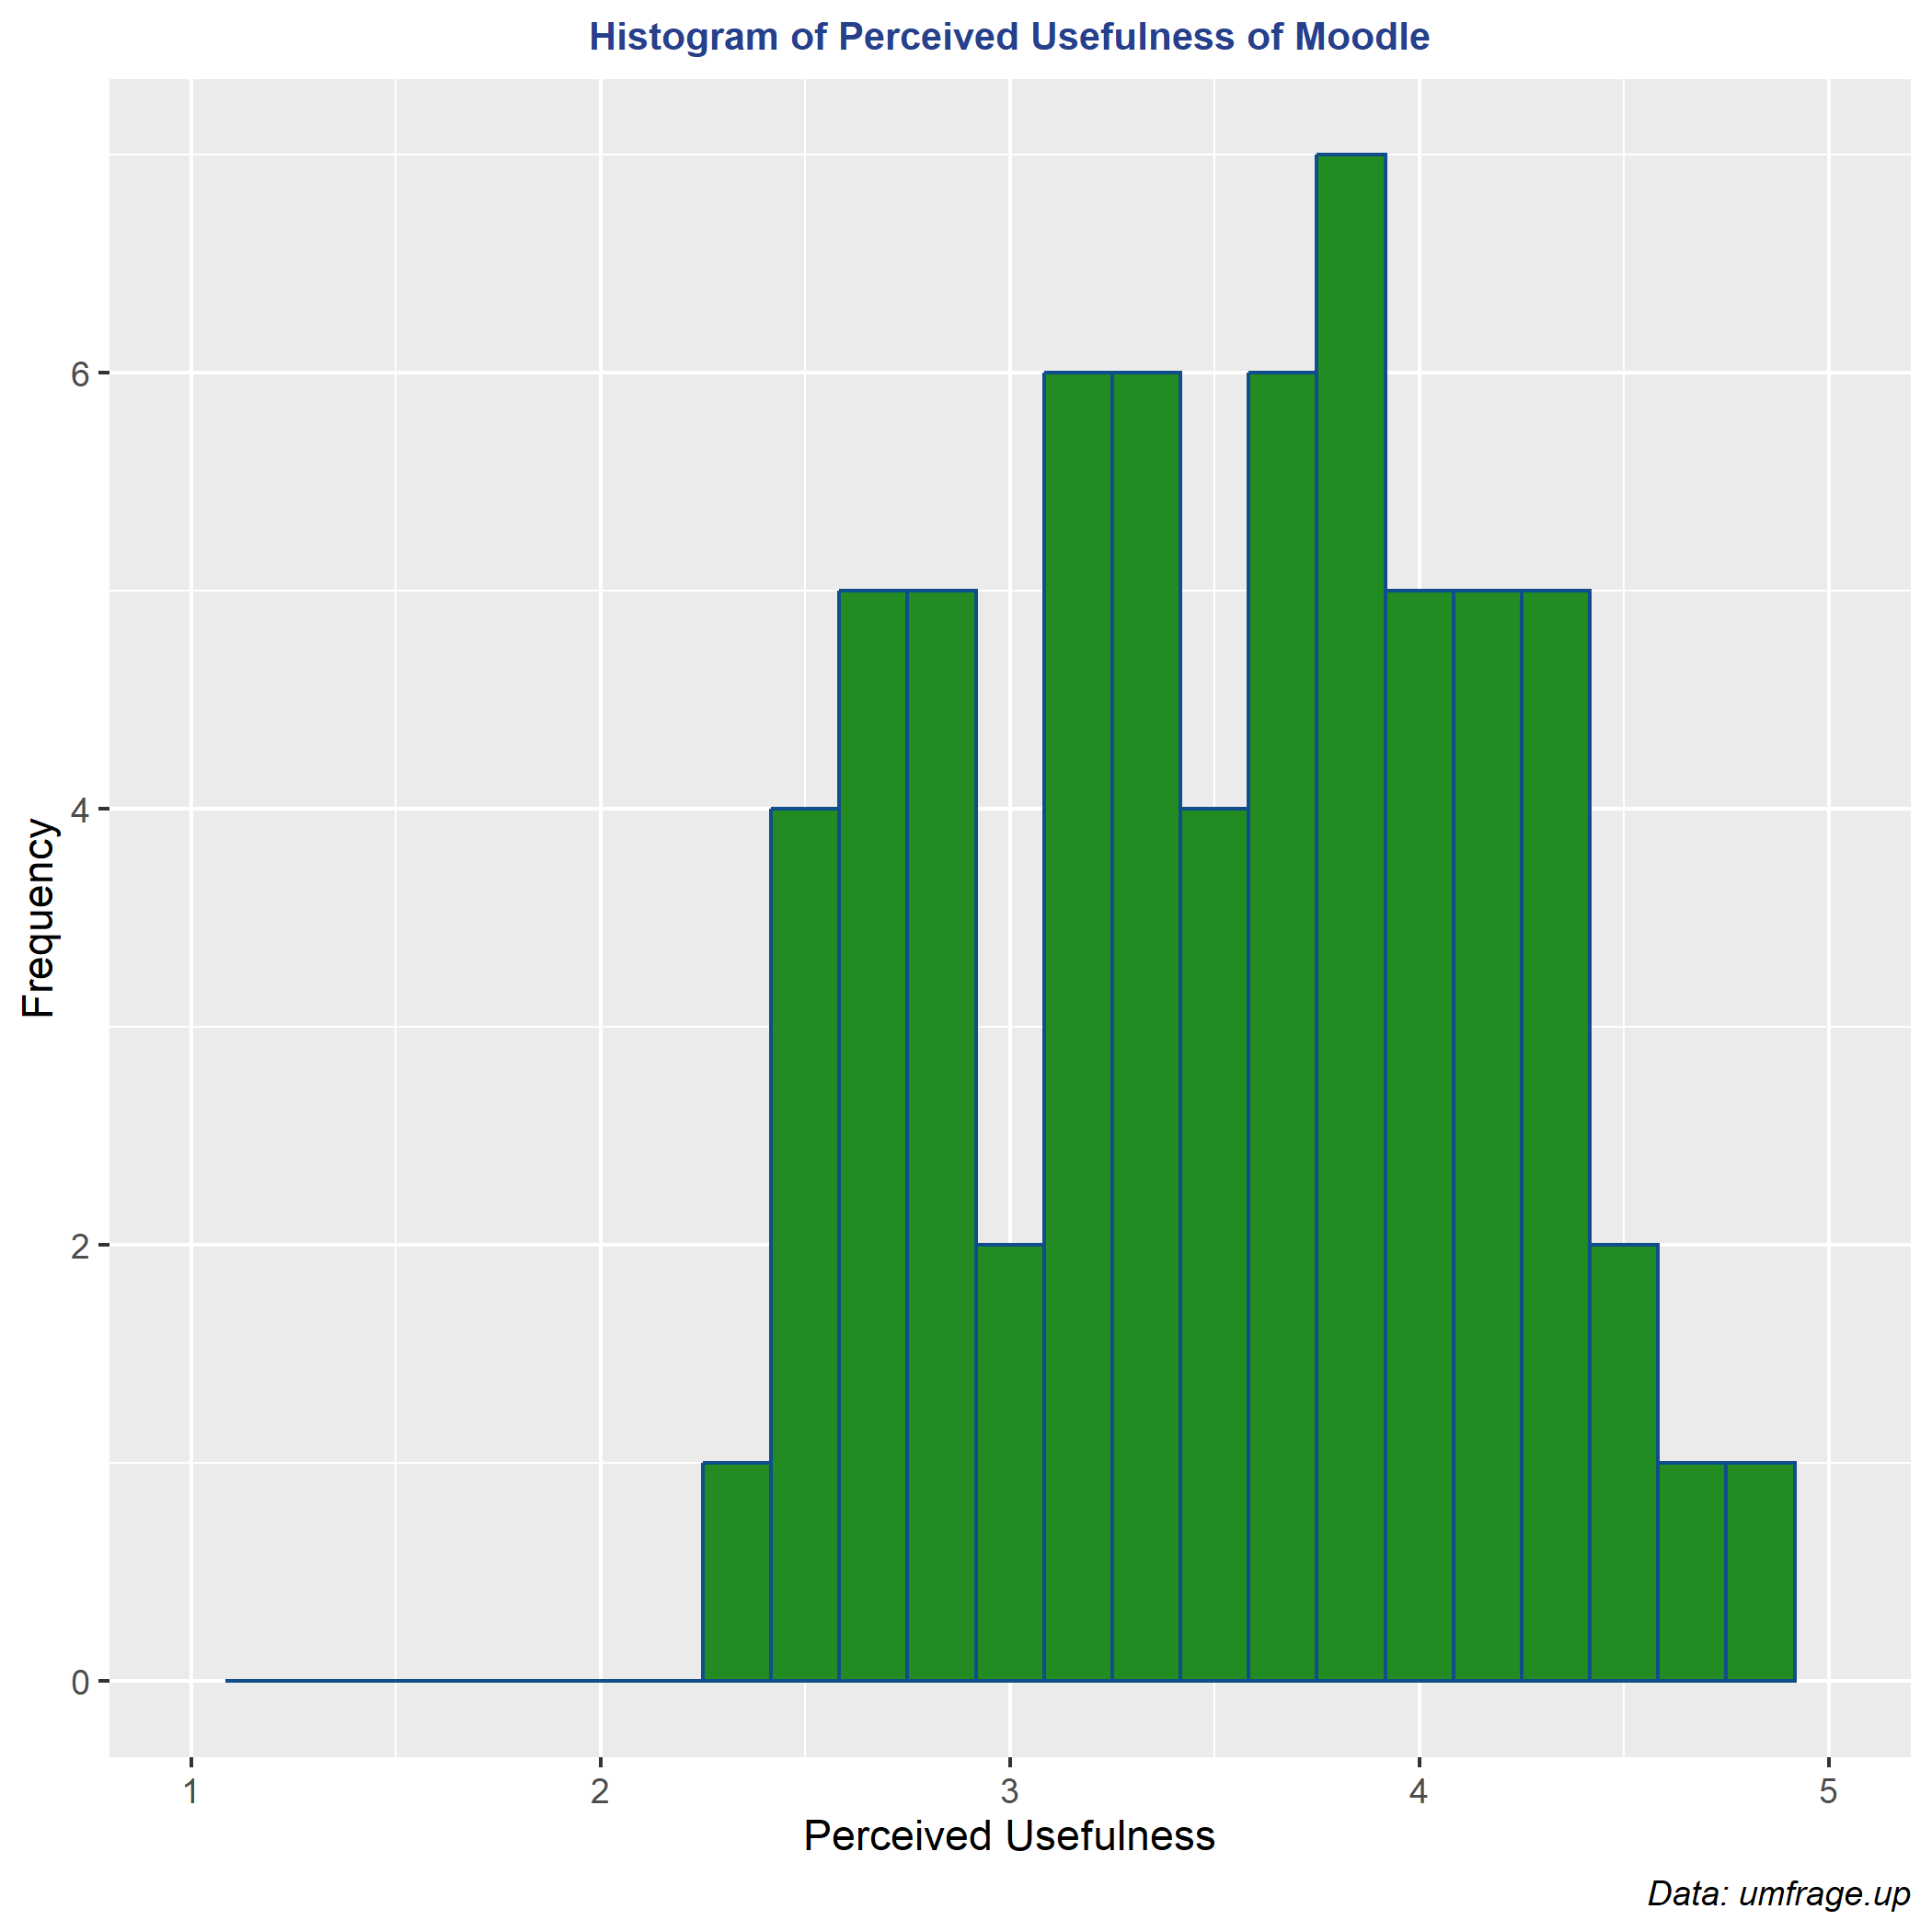 Histogram of Perceived Usefulness of Moodle
Frequency
6
4
2
0
1 2 3 4 5
Perceived Usefulness
Data: umfrage.up